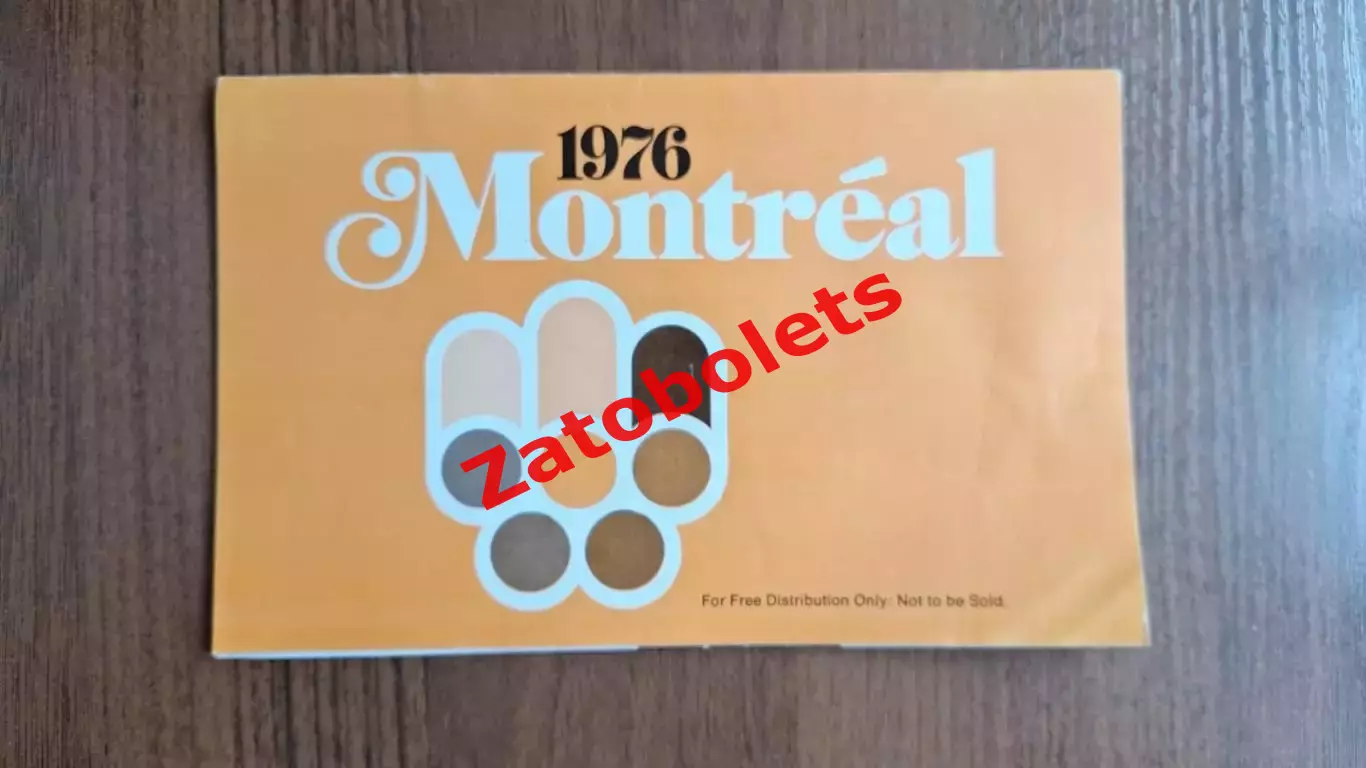 1976
Montréal
Zatobolets
For Free Distribution Only: Not to be Sold.